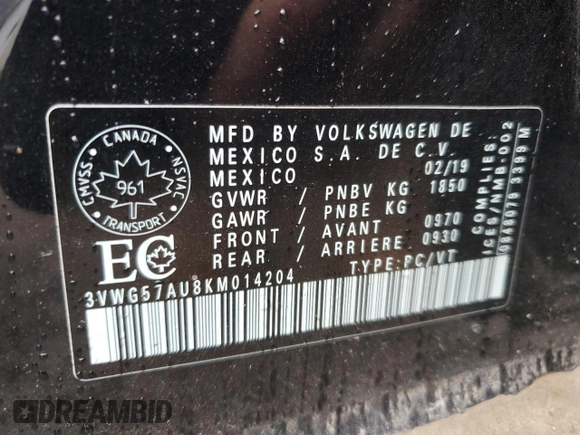 MFD BY VOLKSWAGEN DE
MEXICO S.A. DE C.V.
MEXICO 02/19
GVWR / PNBV KG 1850
GAWR / PNBE KG
FRONT / AVANT 0970
REAR / ARRIERE 0930
TYPE:PC/VT
COMPLIES:
ICES/NMB-002
CANADA
CMVSS
NSVAC
961
TRANSPORT
EC
3VWG57AU8KM014204
DREAMBID